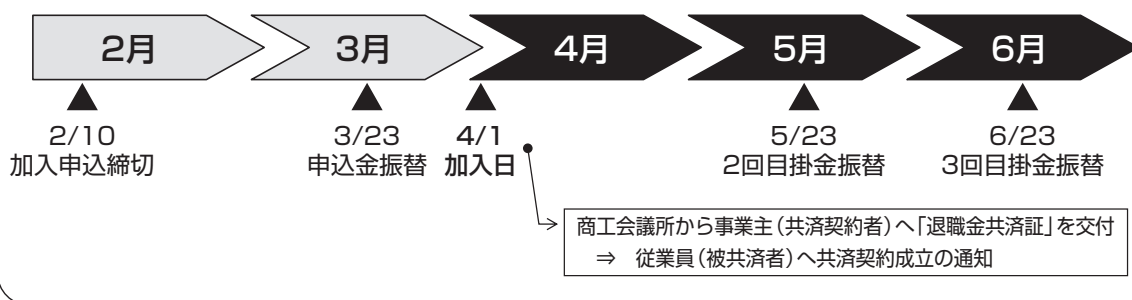 2月 3月 4月 5月 6月
2/10 3/23 4/1 5/23 6/23
加入申込締切 申込金振替 加入日 2回目掛金振替 3回目掛金振替
商工会議所から事業主（共済契約者）へ「退職金共済証」を交付
⇒ 従業員（被共済者）へ共済契約成立の通知